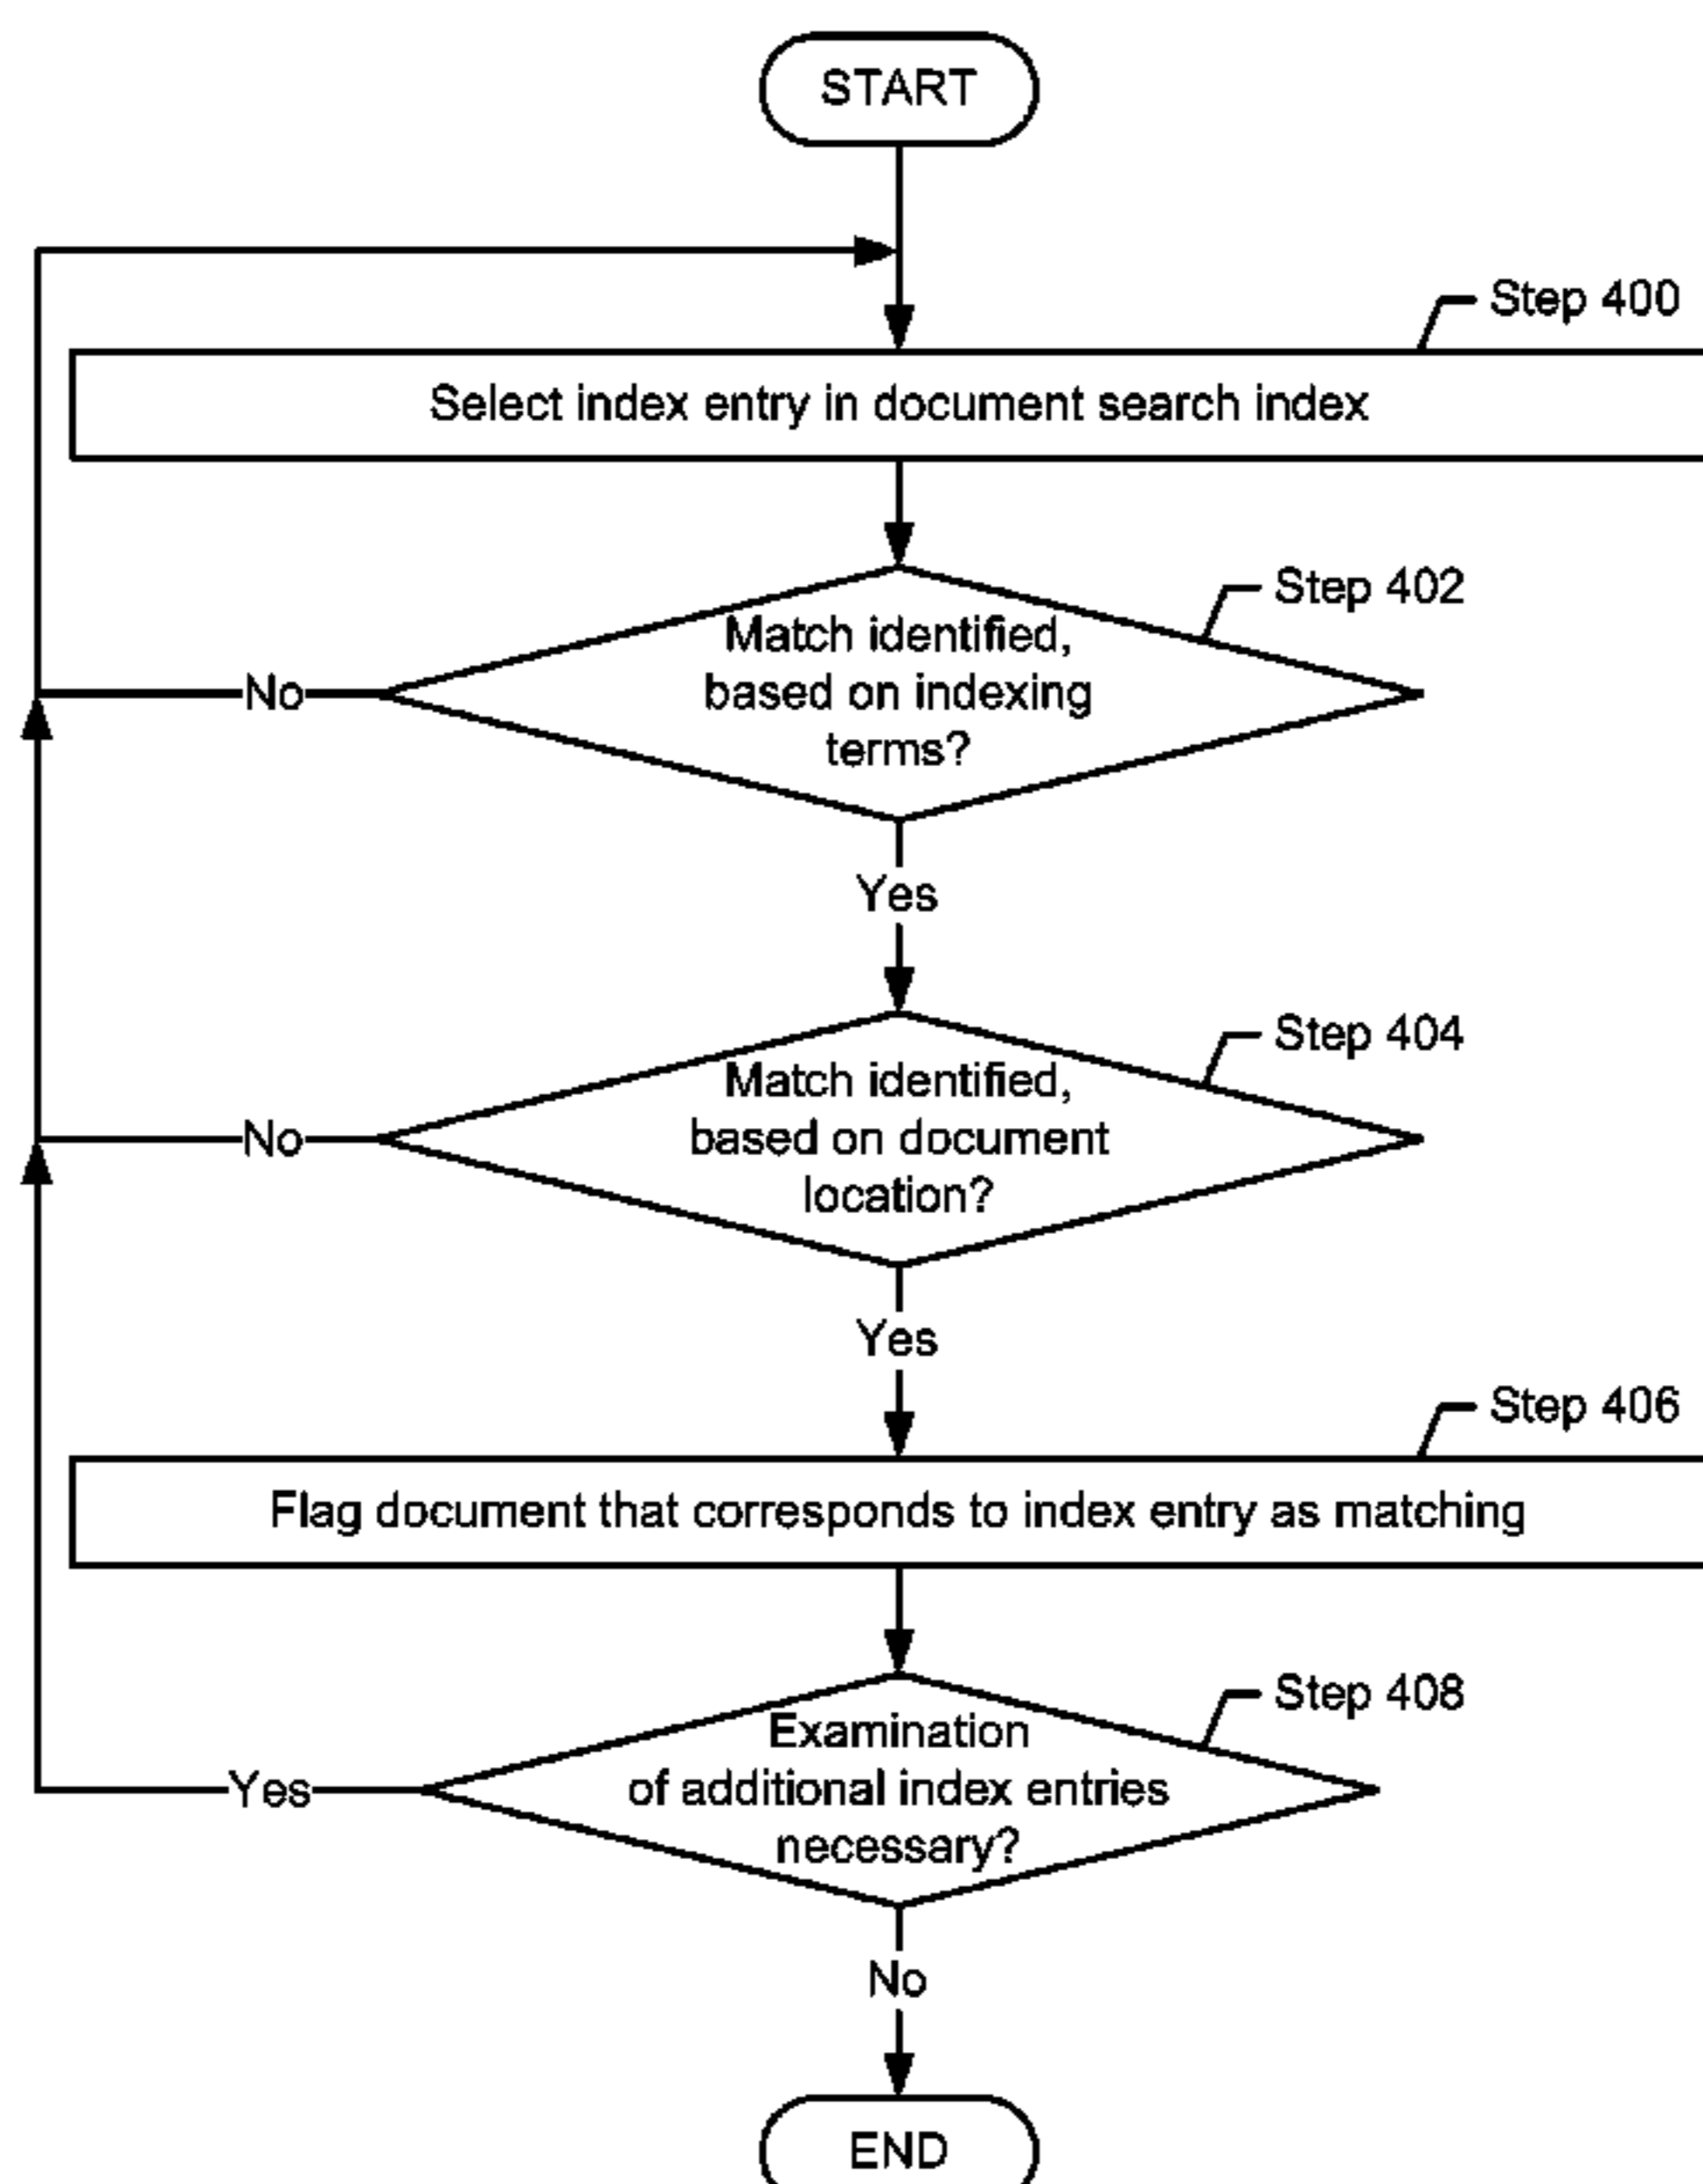 START
Step 400
Select index entry in document search index
Step 402
Match identified,
based on indexing
terms?
No
Yes
Step 404
Match identified,
based on document
location?
No
Yes
Step 406
Flag document that corresponds to index entry as matching
Step 408
Examination
of additional index entries
necessary?
Yes
No
END